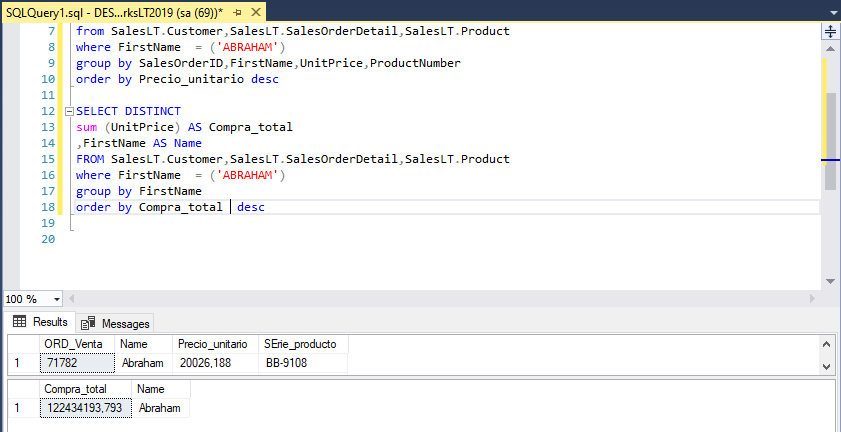 SQLQuery1.sql - DES...rksLT2019 (sa (69))*
7 from SalesLT.Customer,SalesLT.SalesOrderDetail,SalesLT.Product
8 where FirstName  = ('ABRAHAM')
9 group by SalesOrderID,FirstName,UnitPrice,ProductNumber
10 order by Precio_unitario desc
11
12 SELECT DISTINCT
13 sum (UnitPrice) AS Compra_total
14 ,FirstName AS Name
15 FROM SalesLT.Customer,SalesLT.SalesOrderDetail,SalesLT.Product
16 where FirstName  = ('ABRAHAM')
17 group by FirstName
18 order by Compra_total  desc
19
20
100 %
Results Messages
ORD_Venta Name Precio_unitario SErie_producto
1 71782 Abraham 20026,188 BB-9108
Compra_total Name
1 122434193,793 Abraham